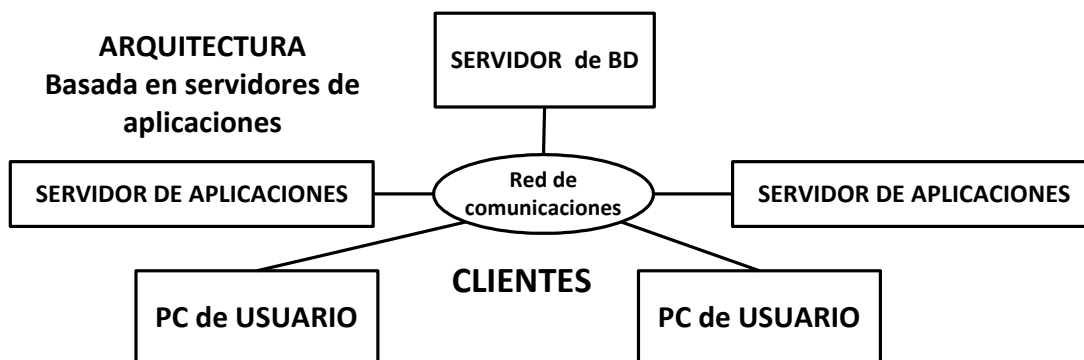 ARQUITECTURA
Basada en servidores de
aplicaciones
SERVIDOR de BD
SERVIDOR DE APLICACIONES
Red de
comunicaciones
SERVIDOR DE APLICACIONES
CLIENTES
PC de USUARIO
PC de USUARIO